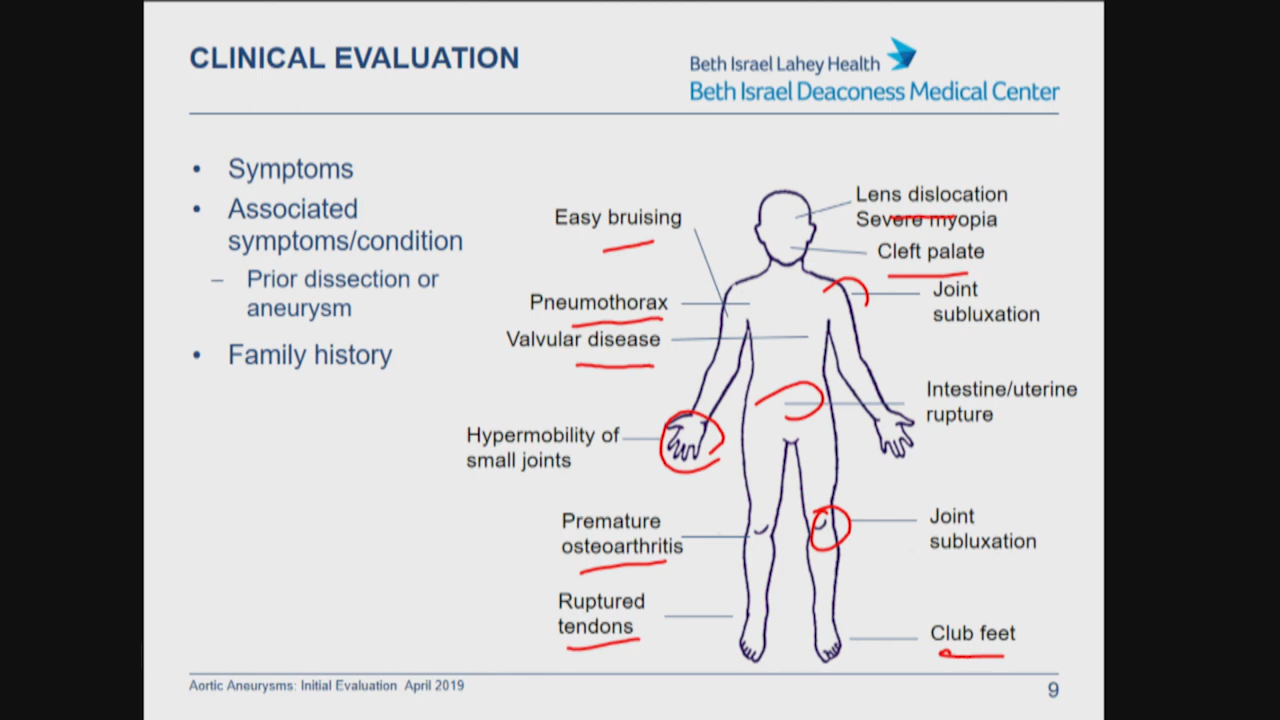 CLINICAL EVALUATION
Beth Israel Lahey Health
Beth Israel Deaconess Medical Center
• Symptoms
• Associated
symptoms/condition
– Prior dissection or
aneurysm
• Family history
Easy bruising
Pneumothorax
Valvular disease
Hypermobility of
small joints
Premature
osteoarthritis
Ruptured
tendons
Lens dislocation
Severe myopia
Cleft palate
Joint
subluxation
Intestine/uterine
rupture
Joint
subluxation
Club feet
Aortic Aneurysms: Initial Evaluation April 2019
9